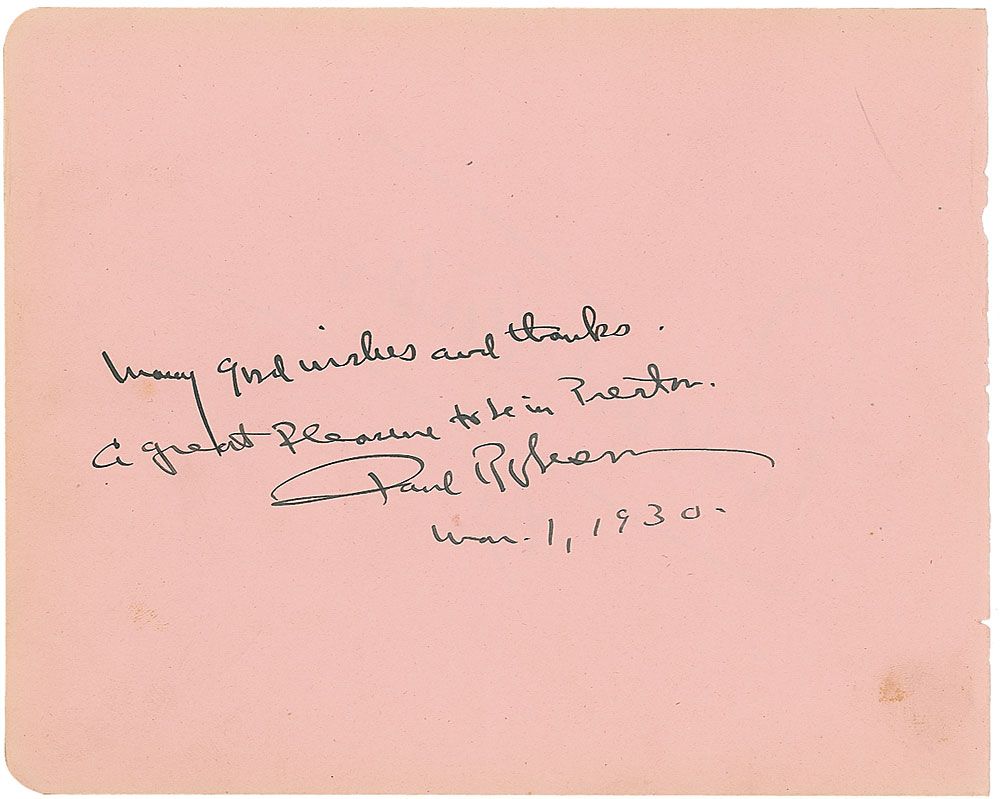 Many good wishes and thanks.
A great pleasure to be in Preston.
Paul Robeson
Mar. 1, 1930.